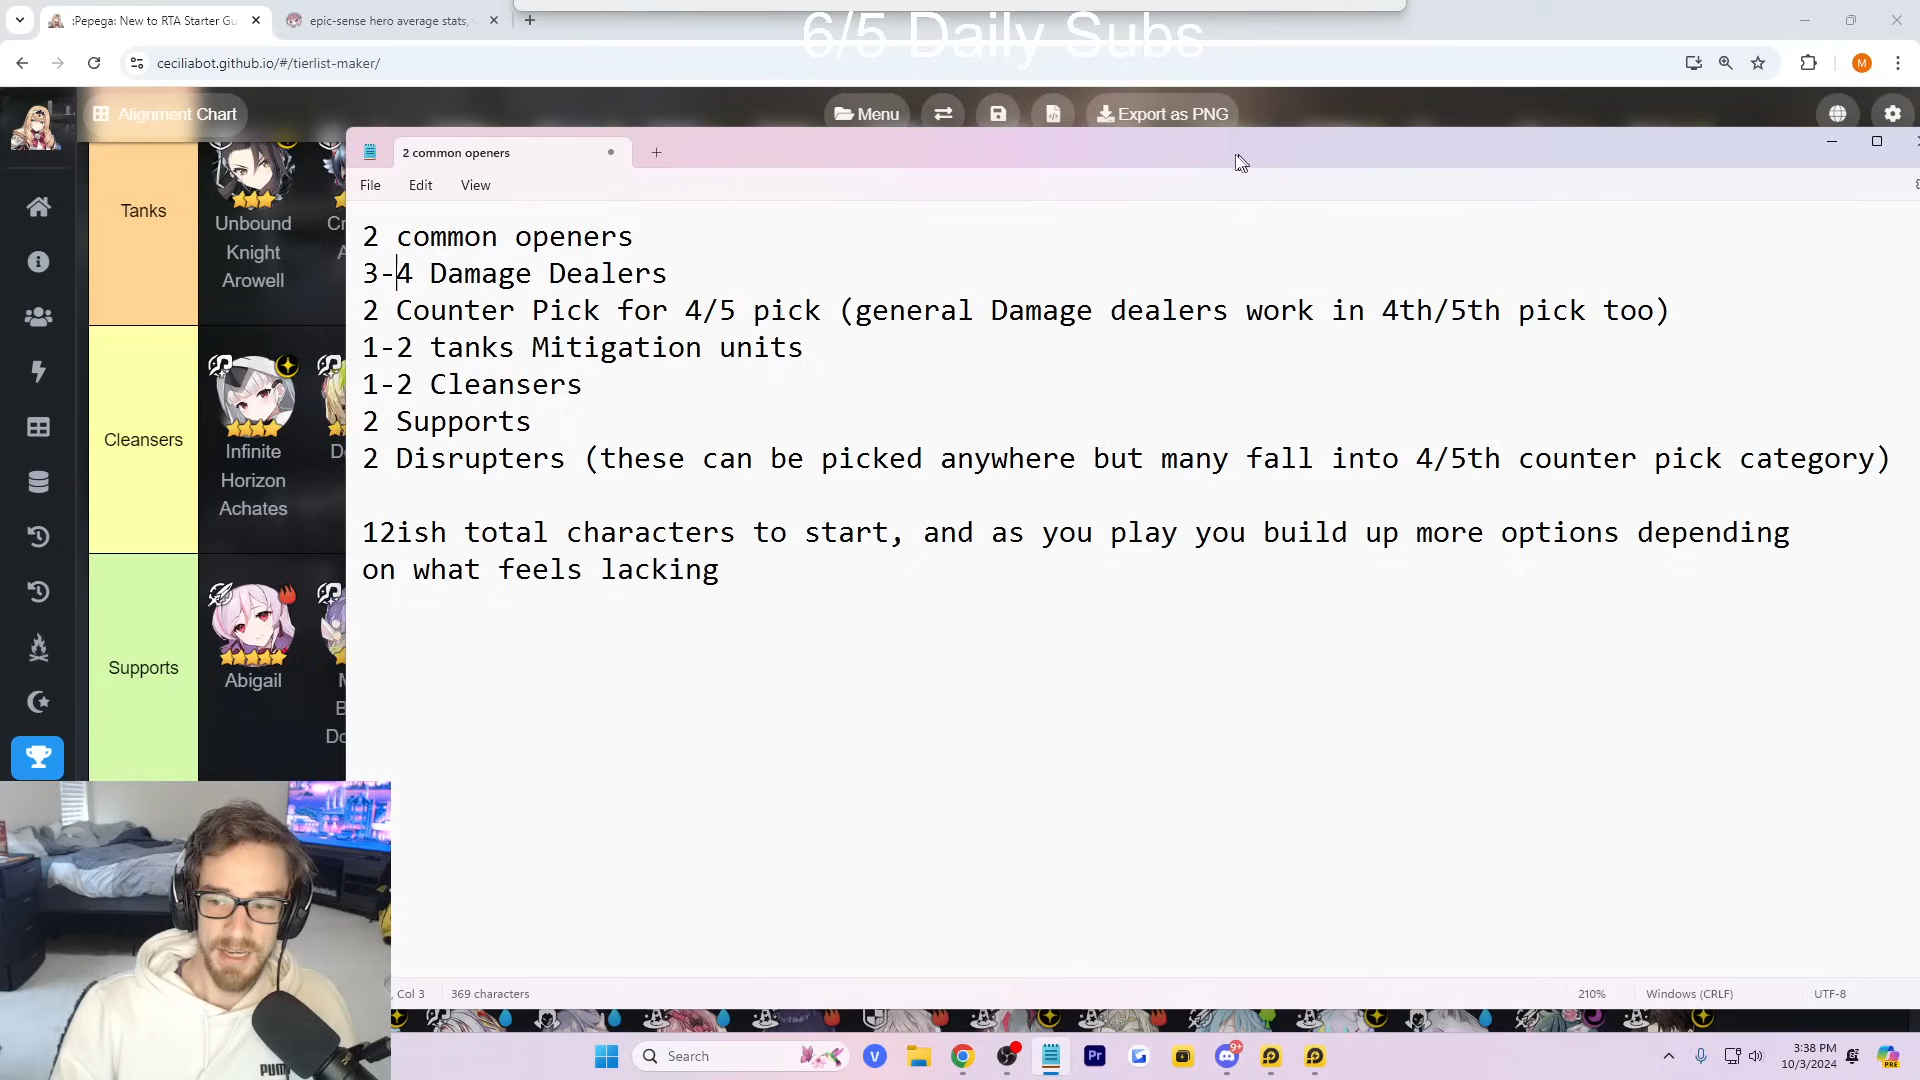 :Pepega: New to RTA Starter Gu
epic-sense hero average stats,
6/5 Daily Subs
ceciliabot.github.io/#/tierlist-maker/
M
Alignment Chart
Menu
Export as PNG
2 common openers
File
Edit
View
2 common openers
3-4 Damage Dealers
2 Counter Pick for 4/5 pick (general Damage dealers work in 4th/5th pick too)
1-2 tanks Mitigation units
1-2 Cleansers
2 Supports
2 Disrupters (these can be picked anywhere but many fall into 4/5th counter pick category)
12ish total characters to start, and as you play you build up more options depending
on what feels lacking
Tanks
Unbound
Knight
Arowell
Cr
A
Cleansers
Infinite
Horizon
Achates
D
Supports
Abigail
M
B
Do
PUMA
, Col 3
369 characters
210%
Windows (CRLF)
UTF-8
Search
V
Pr
9+
3:38 PM
10/3/2024
PRE